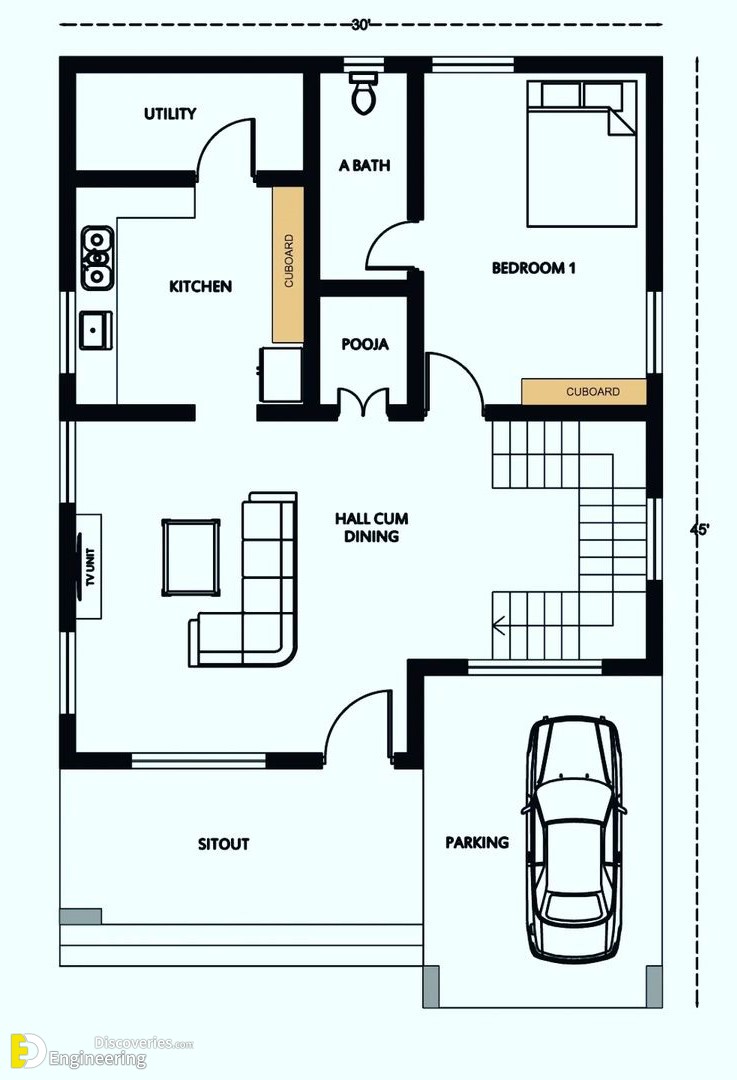 30'
UTILITY
A BATH
CUBOARD
KITCHEN
BEDROOM 1
POOJA
CUBOARD
HALL CUM
DINING
45'
TV UNIT
SITOUT
PARKING
ED
Discoveries.com
Engineering